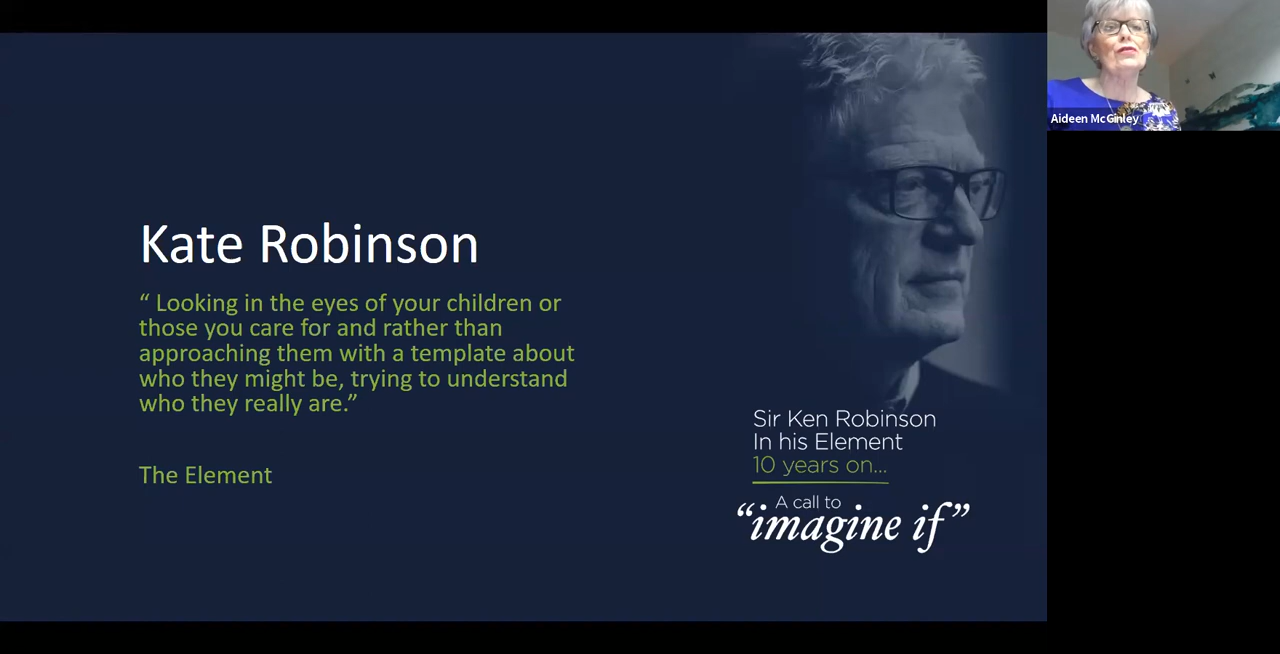 Kate Robinson
“ Looking in the eyes of your children or
those you care for and rather than
approaching them with a template about
who they might be, trying to understand
who they really are.”
The Element
Sir Ken Robinson
In his Element
10 years on...
A call to
“imagine if”
Aideen McGinley